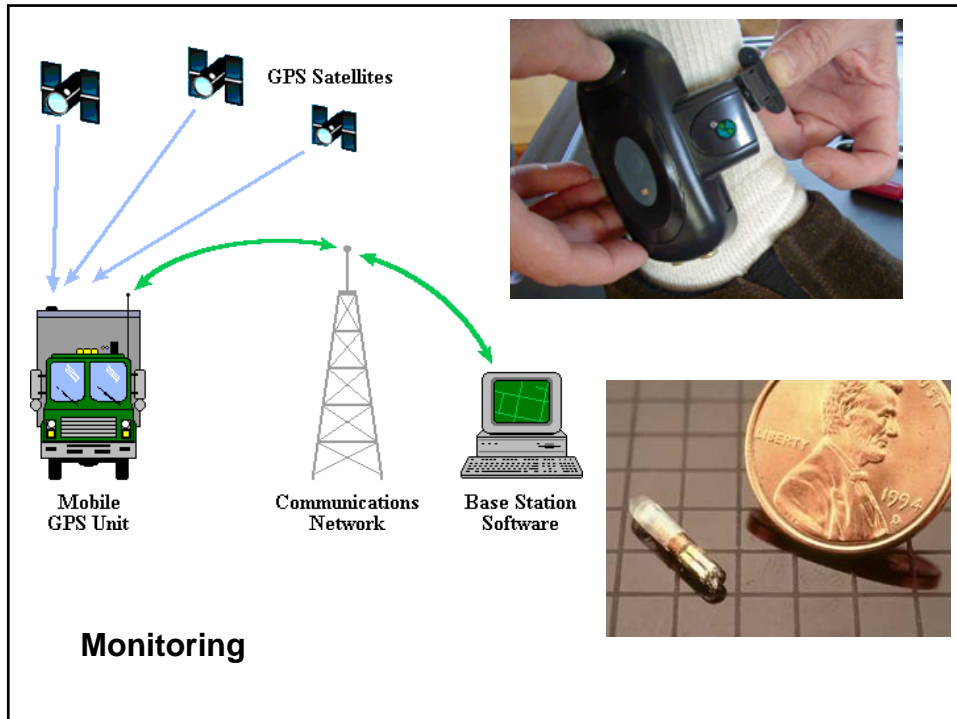 GPS Satellites
Mobile
GPS Unit
Communications
Network
Base Station
Software
LIBERTY
1994
D
Monitoring